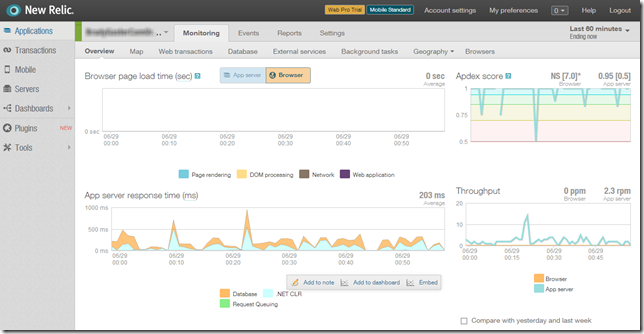 New Relic.
Web Pro Trial
Mobile Standard
Account settings
My preferences
0
Help
Logout
Applications
Transactions
Mobile
Servers
Dashboards
Plugins NEW
Tools
Monitoring
Events
Reports
Settings
Last 60 minutes
Ending now
Overview
Map
Web transactions
Database
External services
Background tasks
Geography
Browsers
Browser page load time (sec) ?
App server
Browser
0 sec
Average
0 sec
06/29 06/29 06/29 06/29 06/29 06/29
00:00 00:10 00:20 00:30 00:40 00:50
Page rendering
DOM processing
Network
Web application
Apdex score ?
NS [7.0]*
Browser
0.95 [0.5]
App server
1
0.75
0.5
App server response time (ms)
203 ms
Average
1000 ms
500 ms
0 ms
06/29 06/29 06/29 06/29 06/29 06/29
00:00 00:10 00:20 00:30 00:40 00:50
Add to note
Add to dashboard
Embed
Database
.NET CLR
Request Queuing
Throughput
0 ppm
Browser
2.3 rpm
App server
20
10
0
06/29 06/29 06/29 06/29
00:00 00:15 00:30 00:45
Browser
App server
Compare with yesterday and last week